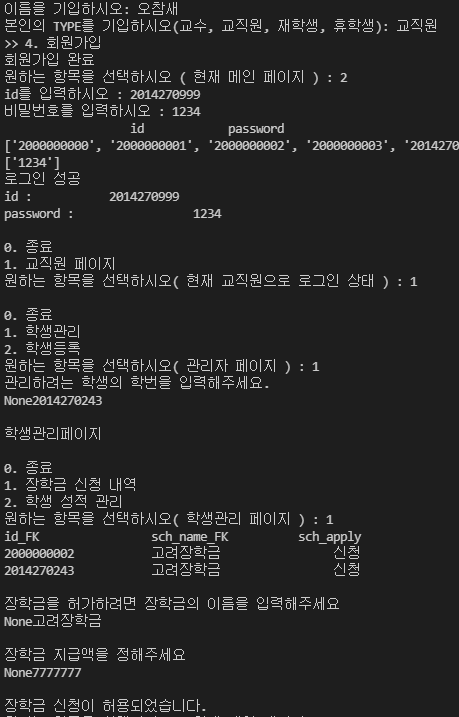 이름을 기입하시오: 오참새
본인의 TYPE를 기입하시오(교수, 교직원, 재학생, 휴학생): 교직원
>> 4. 회원가입
회원가입 완료
원하는 항목을 선택하시오 ( 현재 메인 페이지 ) : 2
id를 입력하시오 : 2014270999
비밀번호를 입력하시오 : 1234
id password
['2000000000', '2000000001', '2000000002', '2000000003', '2014270
['1234']
로그인 성공
id : 2014270999
password : 1234
0. 종료
1. 교직원 페이지
원하는 항목을 선택하시오( 현재 교직원으로 로그인 상태 ) : 1
0. 종료
1. 학생관리
2. 학생등록
원하는 항목을 선택하시오( 관리자 페이지 ) : 1
관리하려는 학생의 학번을 입력해주세요.
None2014270243
학생관리페이지
0. 종료
1. 장학금 신청 내역
2. 학생 성적 관리
원하는 항목을 선택하시오( 학생관리 페이지 ) : 1
id_FK sch_name_FK sch_apply
2000000002 고려장학금 신청
2014270243 고려장학금 신청
장학금을 허가하려면 장학금의 이름을 입력해주세요
None고려장학금
장학금 지급액을 정해주세요
None7777777
장학금 신청이 허용되었습니다.